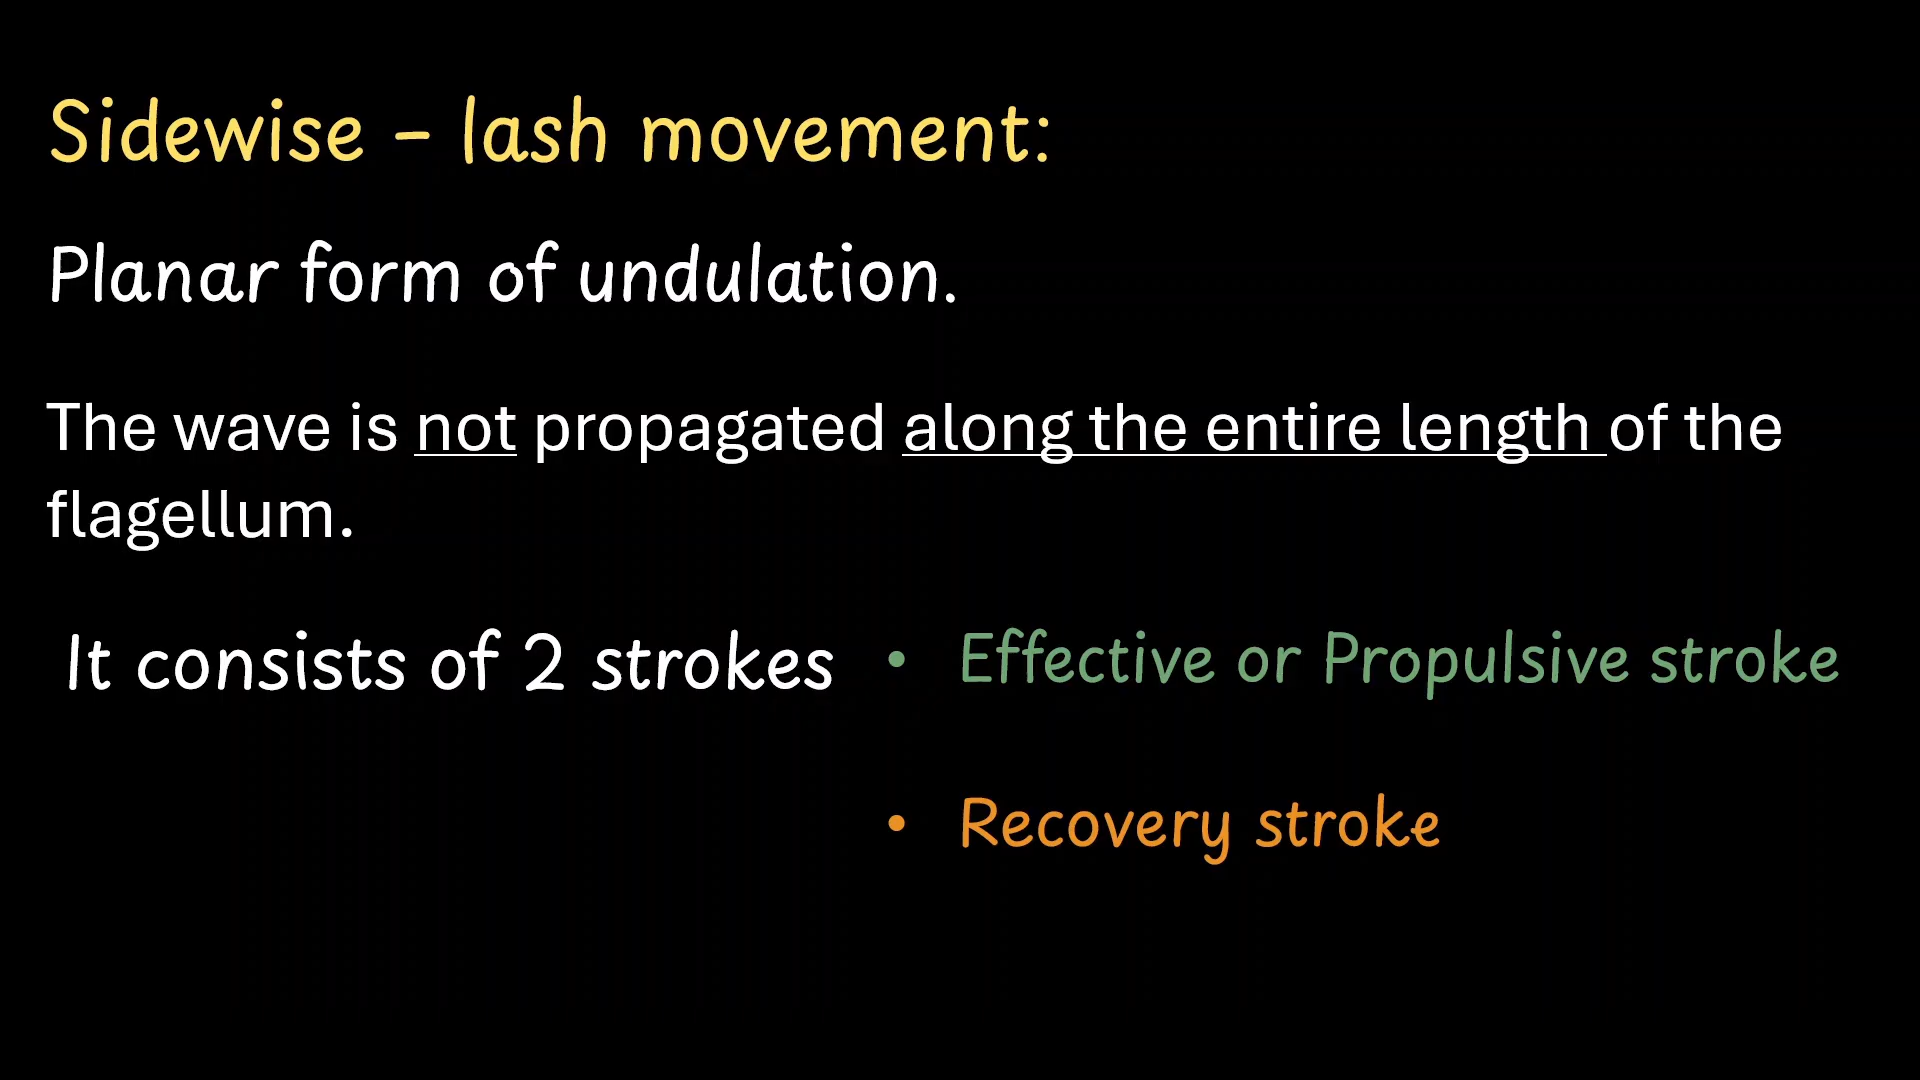 Sidewise – lash movement:
Planar form of undulation.
The wave is not propagated along the entire length of the
flagellum.
It consists of 2 strokes
• Effective or Propulsive stroke
• Recovery stroke